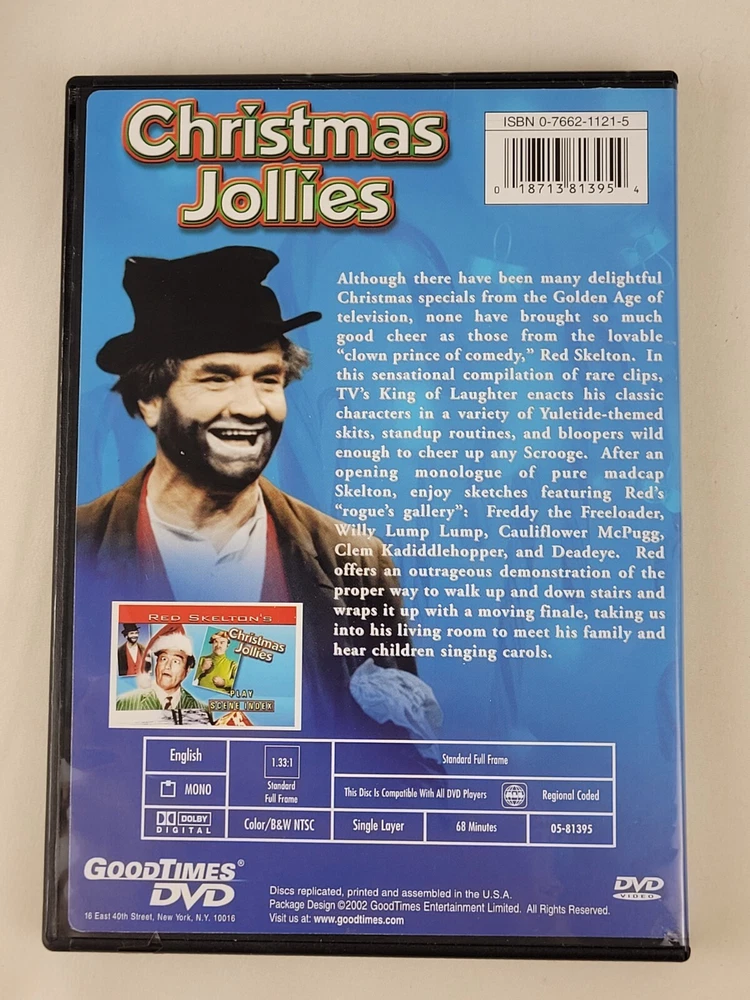 Christmas
Jollies
ISBN 0-7662-1121-5
0 18713 81395 4
Although there have been many delightful
Christmas specials from the Golden Age of
television, none have brought so much
good cheer as those from the lovable
“clown prince of comedy,” Red Skelton. In
this sensational compilation of rare clips,
TV’s King of Laughter enacts his classic
characters in a variety of Yuletide-themed
skits, standup routines, and bloopers wild
enough to cheer up any Scrooge. After an
opening monologue of pure madcap
Skelton, enjoy sketches featuring Red’s
“rogue’s gallery”: Freddy the Freeloader,
Willy Lump Lump, Cauliflower McPugg,
Clem Kadiddlehopper, and Deadeye. Red
offers an outrageous demonstration of the
proper way to walk up and down stairs and
wraps it up with a moving finale, taking us
into his living room to meet his family and
hear children singing carols.
RED SKELTON'S
Christmas
Jollies
PLAY
SCENE INDEX
English
1.33:1
Standard
Full Frame
Standard Full Frame
MONO
This Disc Is Compatible With All DVD Players
Regional Coded
DOLBY
DIGITAL
Color/B&W NTSC
Single Layer
68 Minutes
05-81395
GOODTIMES®
DVD
16 East 40th Street, New York, N.Y. 10016
Discs replicated, printed and assembled in the U.S.A.
Package Design ©2002 GoodTimes Entertainment Limited. All Rights Reserved.
Visit us at: www.goodtimes.com
DVD
VIDEO